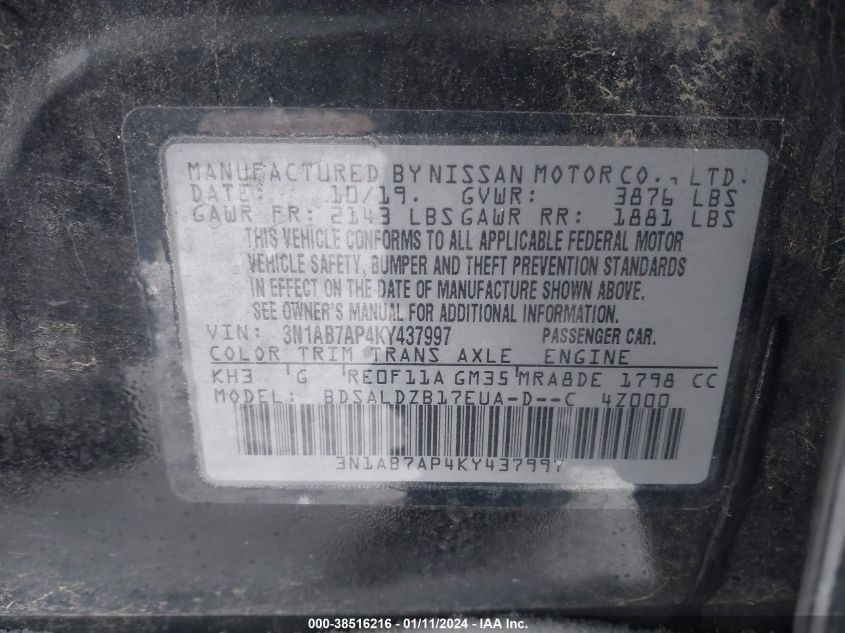 MANUFACTURED BY NISSAN MOTOR CO., LTD.
DATE: 10/19. GVWR: 3876 LBS
GAWR FR: 2143 LBS GAWR RR: 1881 LBS
THIS VEHICLE CONFORMS TO ALL APPLICABLE FEDERAL MOTOR
VEHICLE SAFETY, BUMPER AND THEFT PREVENTION STANDARDS
IN EFFECT ON THE DATE OF MANUFACTURE SHOWN ABOVE.
SEE OWNER'S MANUAL FOR ADDITIONAL INFORMATION.
VIN: 3N1AB7AP4KY437997 PASSENGER CAR.
COLOR TRIM TRANS AXLE ENGINE
KH3 G RE0F11A GM35 MRA8DE 1798 CC
MODEL: BDSALDZB17EUA-D--C 4Z000
3N1AB7AP4KY437997
000-38516216 - 01/11/2024 - IAA Inc.